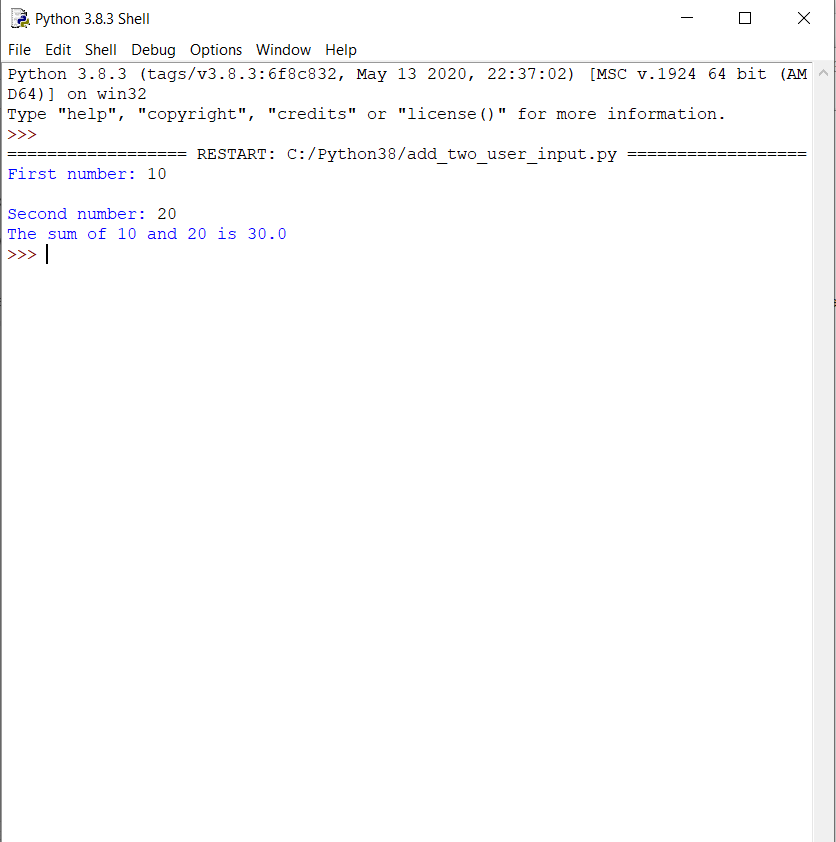 Python 3.8.3 Shell
File Edit Shell Debug Options Window Help
Python 3.8.3 (tags/v3.8.3:6f8c832, May 13 2020, 22:37:02) [MSC v.1924 64 bit (AM
D64)] on win32
Type "help", "copyright", "credits" or "license()" for more information.
>>>
================== RESTART: C:/Python38/add_two_user_input.py ==================
First number: 10
Second number: 20
The sum of 10 and 20 is 30.0
>>>